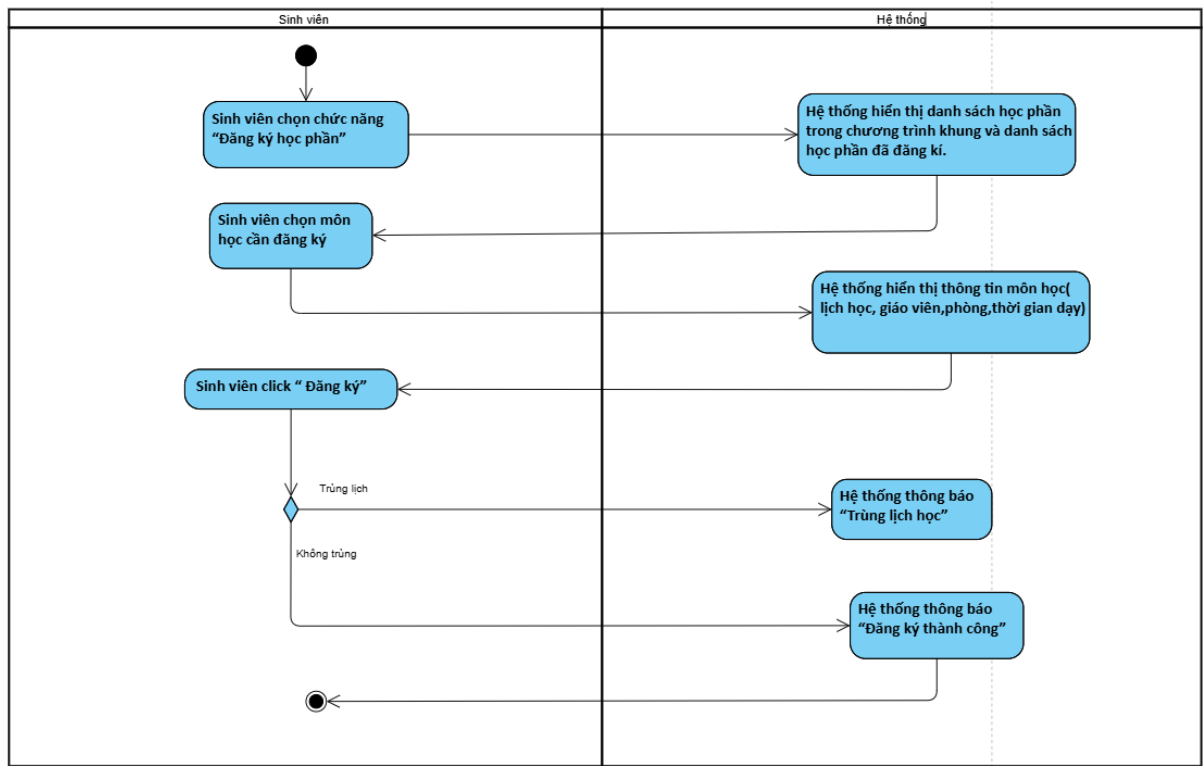 Sinh viên
Hệ thống
Sinh viên chọn chức năng
“Đăng ký học phần”
Hệ thống hiển thị danh sách học phần
trong chương trình khung và danh sách
học phần đã đăng kí.
Sinh viên chọn môn
học cần đăng ký
Hệ thống hiển thị thông tin môn học(
lịch học, giáo viên,phòng,thời gian dạy)
Sinh viên click “ Đăng ký”
Trùng lịch
Hệ thống thông báo
“Trùng lịch học”
Không trùng
Hệ thống thông báo
“Đăng ký thành công”